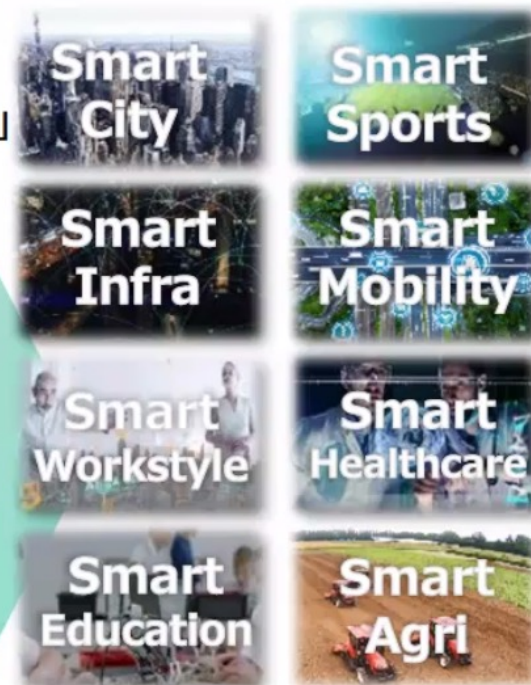 Smart
City
Smart
Sports
Smart
Infra
Smart
Mobility
Smart
Workstyle
Smart
Healthcare
Smart
Education
Smart
Agri